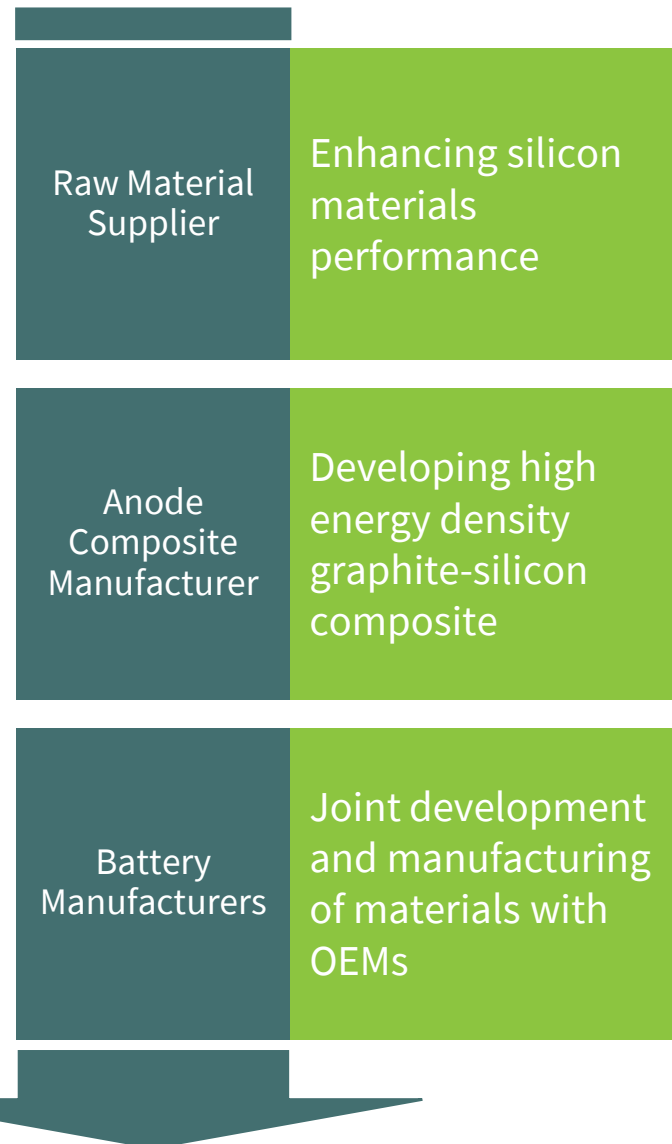 Raw Material
Supplier
Enhancing silicon
materials
performance
Anode
Composite
Manufacturer
Developing high
energy density
graphite-silicon
composite
Battery
Manufacturers
Joint development
and manufacturing
of materials with
OEMs